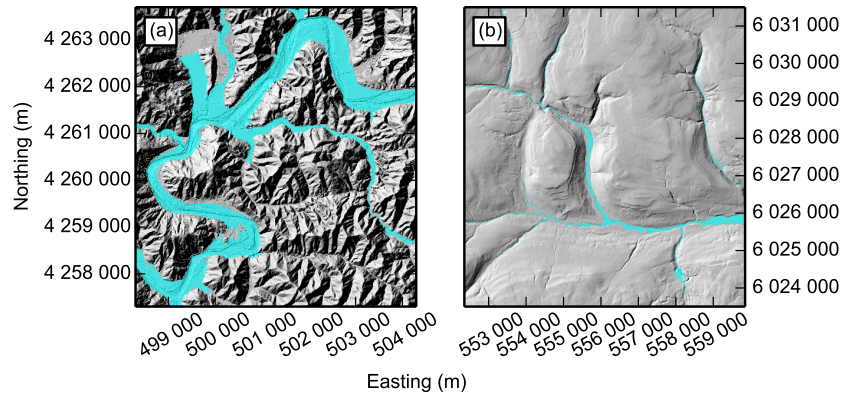 (a)
(b)
4 263 000
4 262 000
4 261 000
4 260 000
4 259 000
4 258 000
Northing (m)
6 031 000
6 030 000
6 029 000
6 028 000
6 027 000
6 026 000
6 025 000
6 024 000
499 000
500 000
501 000
502 000
503 000
504 000
553 000
554 000
555 000
556 000
557 000
558 000
559 000
Easting (m)